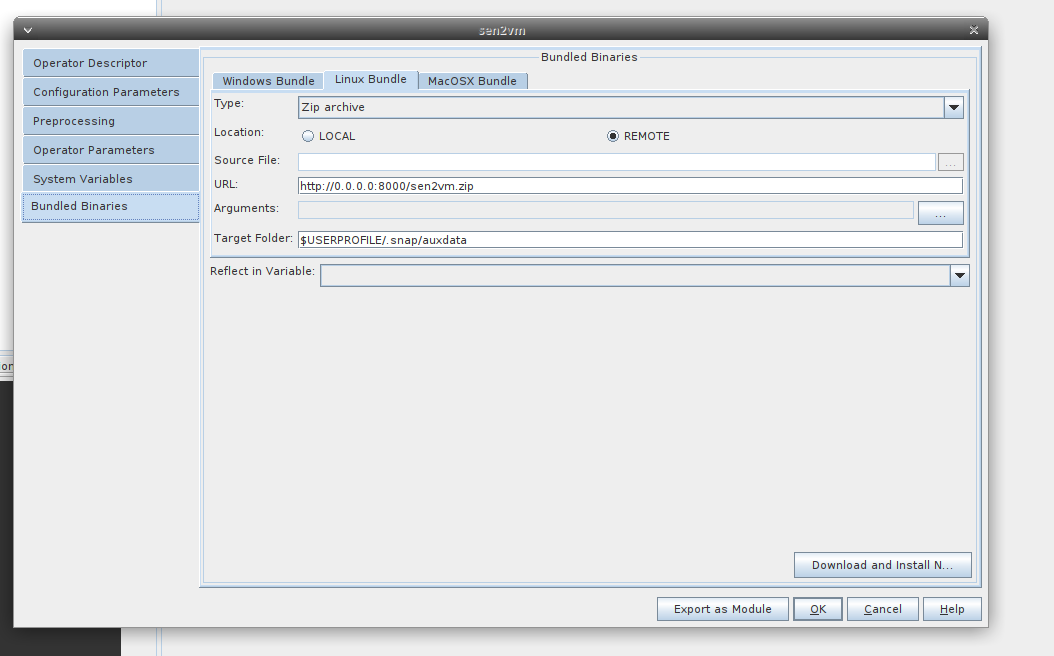 sen2vm
Operator Descriptor
Configuration Parameters
Preprocessing
Operator Parameters
System Variables
Bundled Binaries
Bundled Binaries
Windows Bundle Linux Bundle MacOSX Bundle
Type: Zip archive
Location: LOCAL REMOTE
Source File: ...
URL: http://0.0.0.0:8000/sen2vm.zip
Arguments: ...
Target Folder: $USERPROFILE/.snap/auxdata
Reflect in Variable:
or
Download and Install N...
Export as Module OK Cancel Help